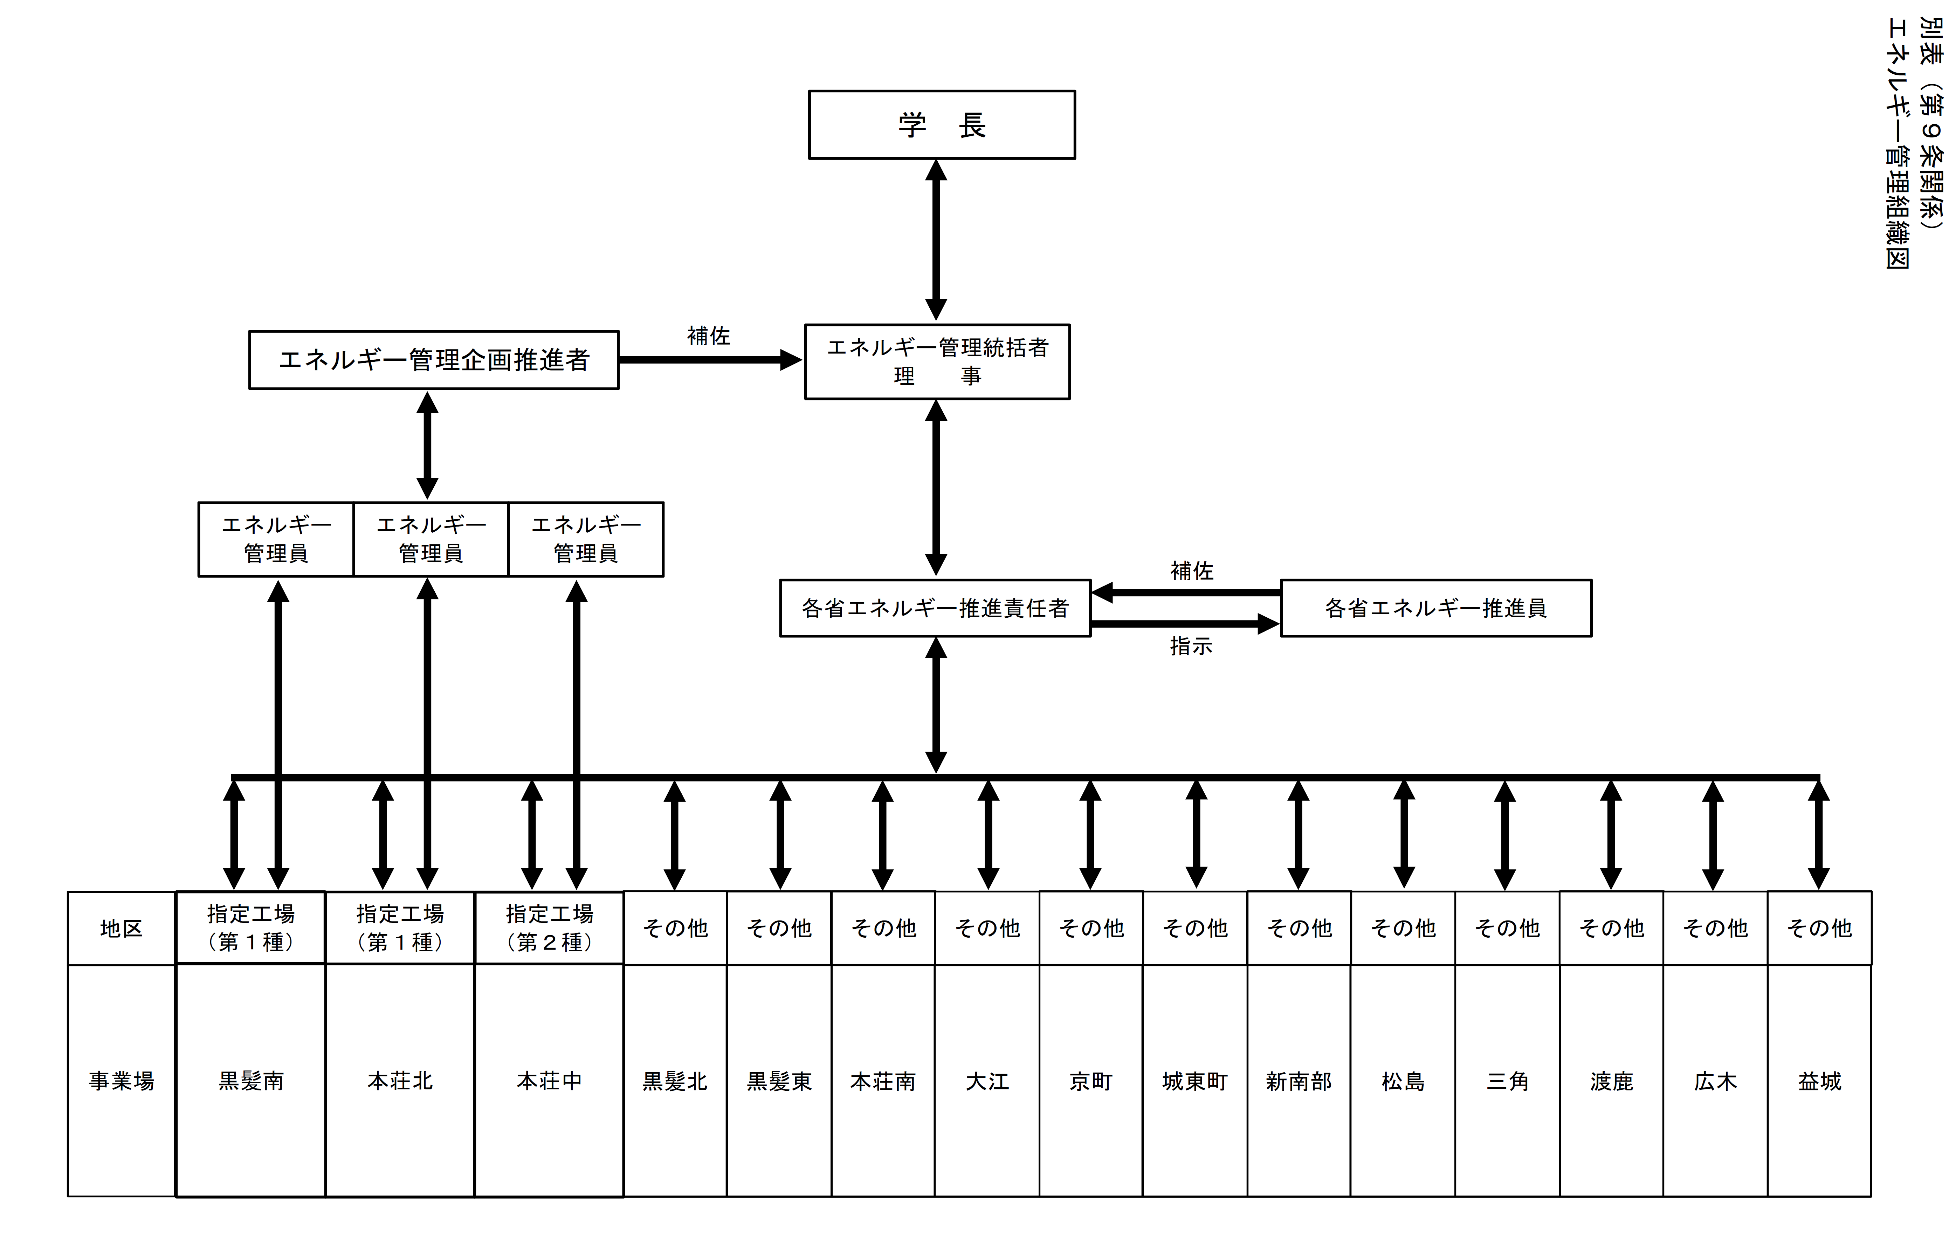 別表（第９条関係）
エネルギー管理組織図
学　長
補佐
エネルギー管理企画推進者
エネルギー管理統括者
理　　事
エネルギー
管理員
エネルギー
管理員
エネルギー
管理員
各省エネルギー推進責任者
補佐
指示
各省エネルギー推進員
地区
指定工場
（第１種）
指定工場
（第１種）
指定工場
（第２種）
その他
その他
その他
その他
その他
その他
その他
その他
その他
その他
その他
その他
事業場
黒髪南
本荘北
本荘中
黒髪北
黒髪東
本荘南
大江
京町
城東町
新南部
松島
三角
渡鹿
広木
益城